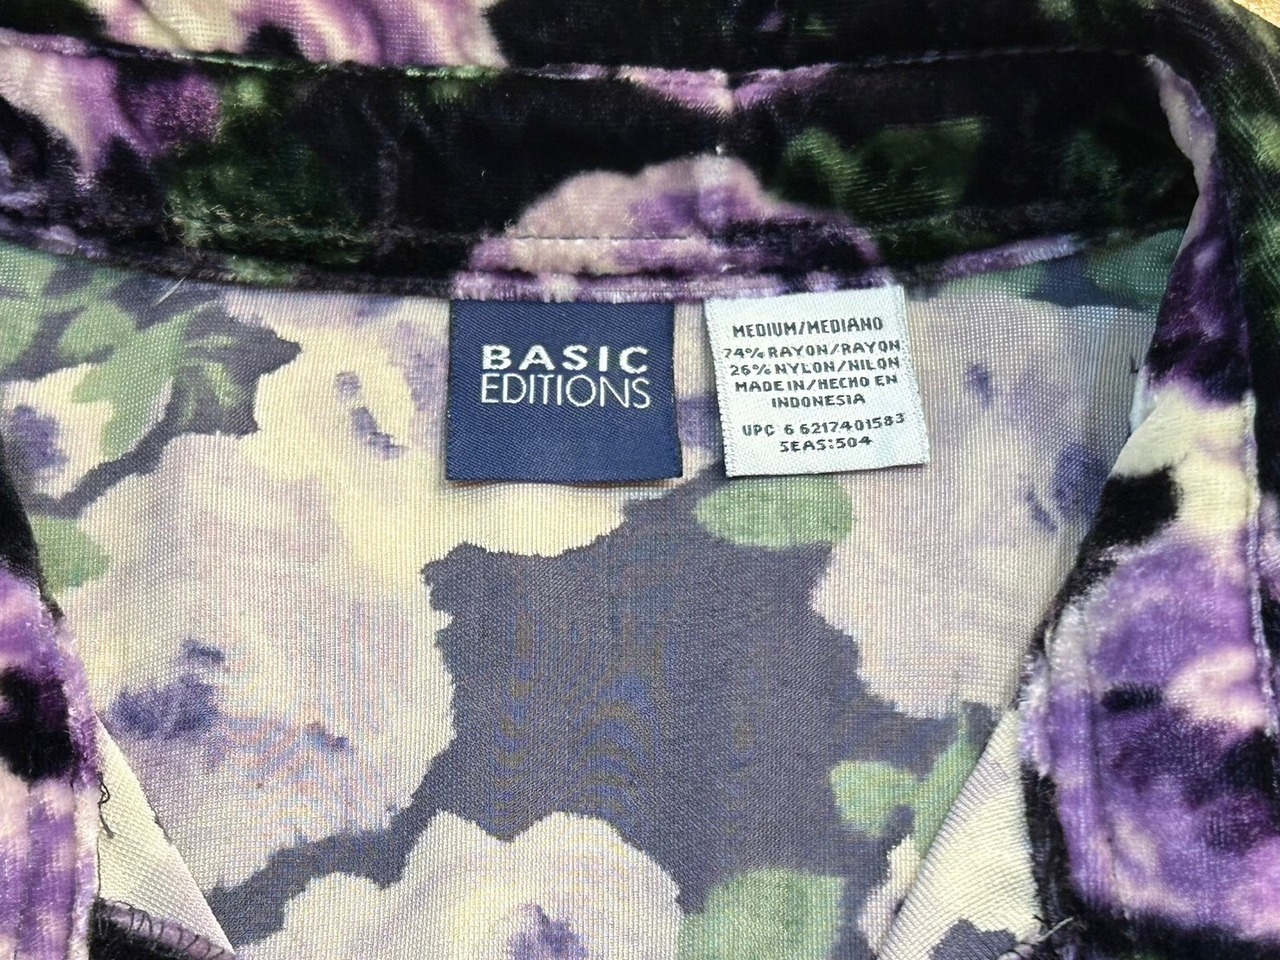 BASIC
EDITIONS
MEDIUM/MEDIANO
74% RAYON/RAYON
26% NYLON/NILON
MADE IN/HECHO EN
INDONESIA
UPC 6 6217401583
SEAS:504